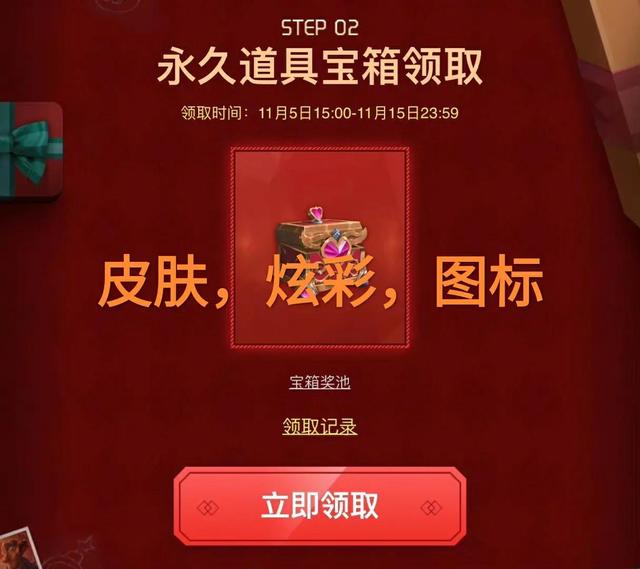 STEP 02
永久道具宝箱领取
领取时间：11月5日15:00-11月15日23:59
皮肤，炫彩，图标
宝箱奖池
领取记录
立即领取